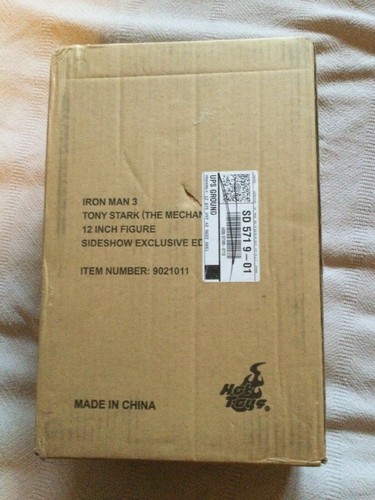 IRON MAN 3
TONY STARK (THE MECHAN
12 INCH FIGURE
SIDESHOW EXCLUSIVE ED
ITEM NUMBER: 9021011
UPS GROUND
SD 571 9-01
Hot
Toys
MADE IN CHINA